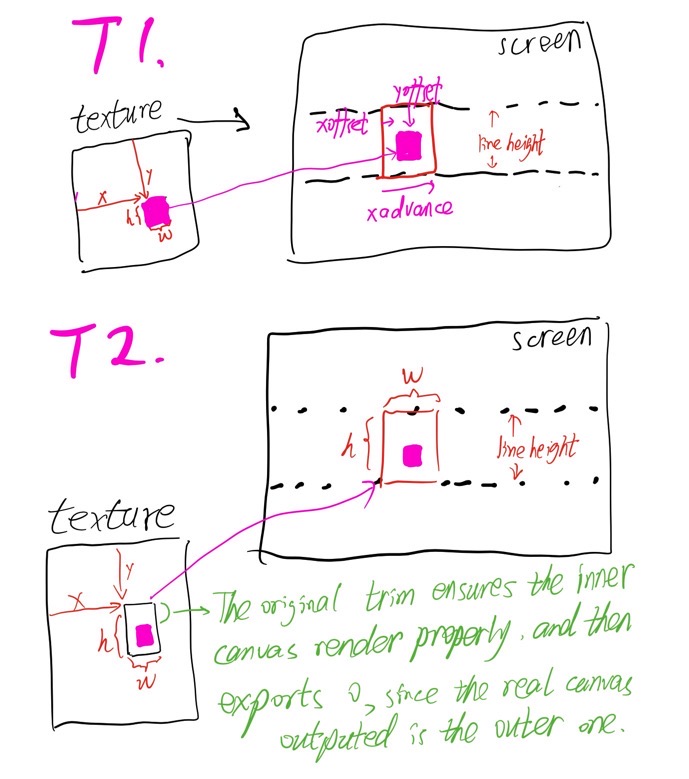 T1.
screen
texture
yoffset
xoffset
line height
x
y
h
w
xadvance
T2.
screen
w
h
line height
texture
y
x
h
w
The original trim ensures the inner
canvas render properly, and then
exports 0, since the real canvas
outputed is the outer one.